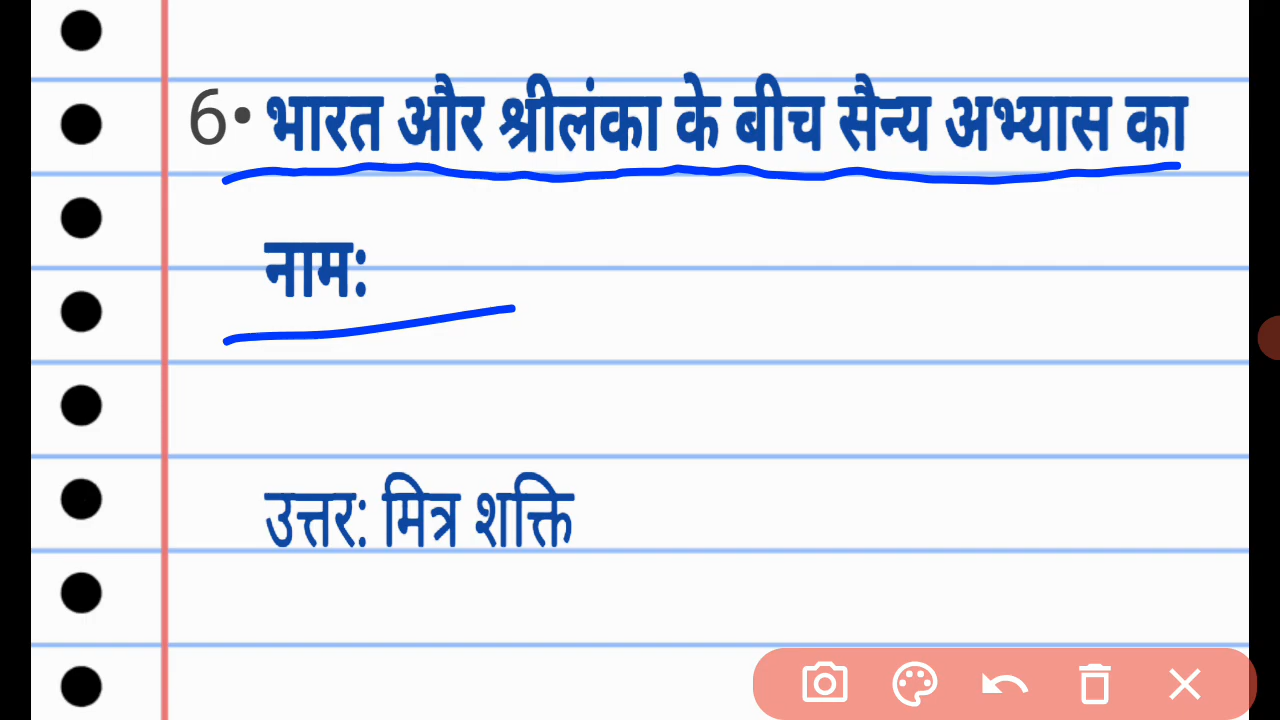 6• भारत और श्रीलंका के बीच सैन्य अभ्यास का
नाम:
उत्तर: मित्र शक्ति